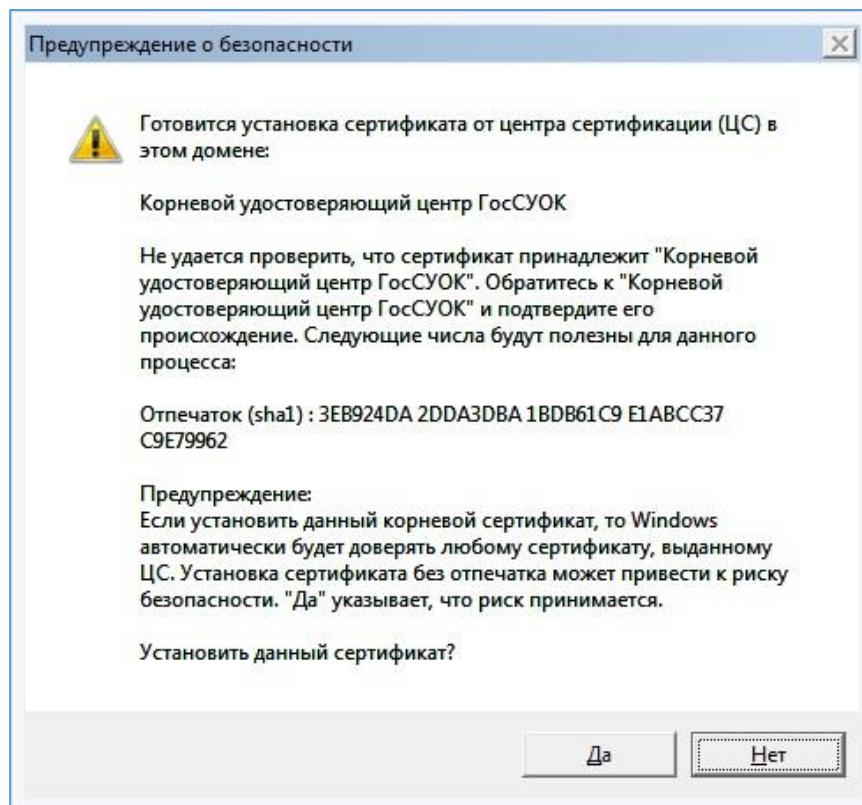 Предупреждение о безопасности
Готовится установка сертификата от центра сертификации (ЦС) в
этом домене:
Корневой удостоверяющий центр ГосСУОК
Не удается проверить, что сертификат принадлежит "Корневой
удостоверяющий центр ГосСУОК". Обратитесь к "Корневой
удостоверяющий центр ГосСУОК" и подтвердите его
происхождение. Следующие числа будут полезны для данного
процесса:
Отпечаток (sha1) : 3EB924DA 2DDA3DBA 1BDB61C9 E1ABCC37
C9E79962
Предупреждение:
Если установить данный корневой сертификат, то Windows
автоматически будет доверять любому сертификату, выданному
ЦС. Установка сертификата без отпечатка может привести к риску
безопасности. "Да" указывает, что риск принимается.
Установить данный сертификат?
Да
Нет